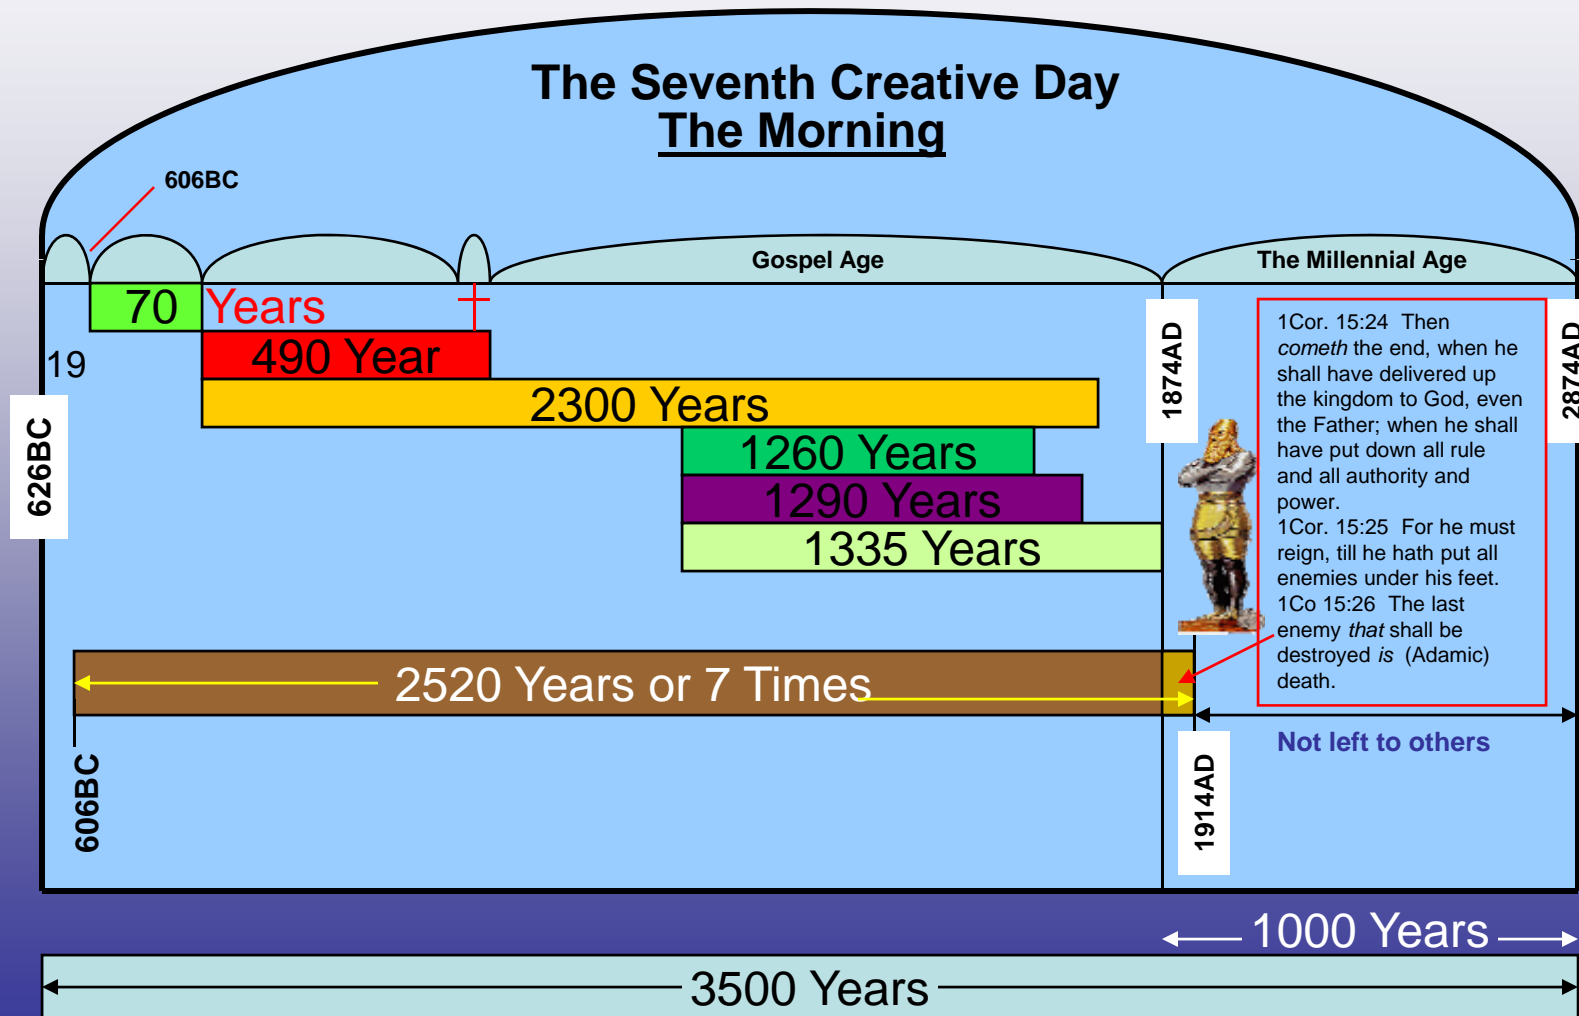 The Seventh Creative Day
The Morning
606BC
Gospel Age
The Millennial Age
70 Years
19
490 Year
2300 Years
1260 Years
1290 Years
1335 Years
626BC
1874AD
2874AD
1Cor. 15:24  Then
cometh the end, when he
shall have delivered up
the kingdom to God, even
the Father; when he shall
have put down all rule
and all authority and
power.
1Cor. 15:25  For he must
reign, till he hath put all
enemies under his feet.
1Co 15:26  The last
enemy that shall be
destroyed is  (Adamic)
death.
2520 Years or 7 Times
Not left to others
606BC
1914AD
1000 Years
3500 Years